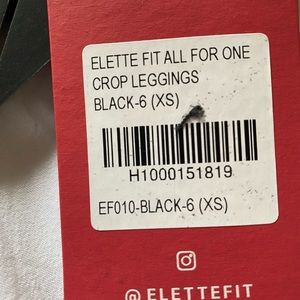 ELETTE FIT ALL FOR ONE
CROP LEGGINGS
BLACK-6 (XS)
H1000151819
EF010-BLACK-6 (XS)
@ELETTEFIT